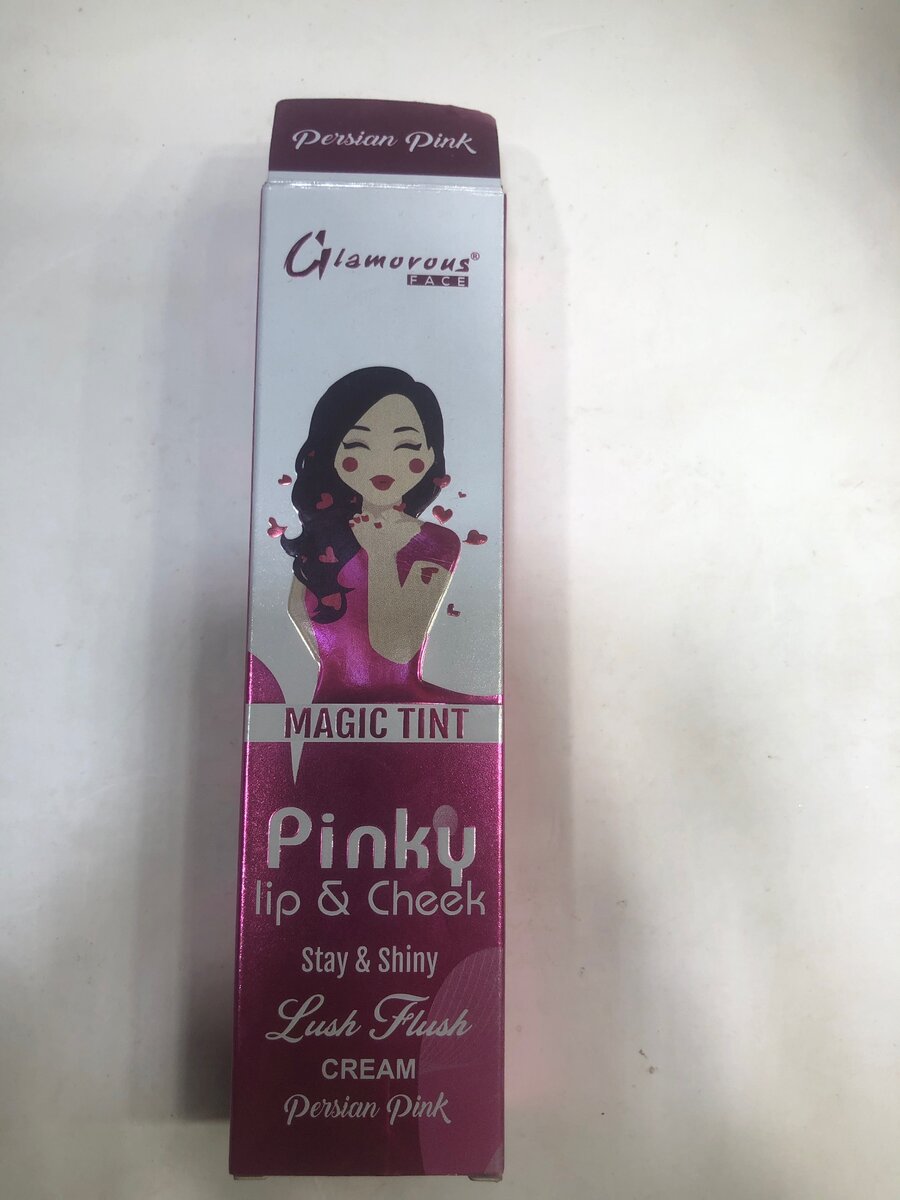 Persian Pink
Glamorous®
FACE
MAGIC TINT
Pinky
lip & Cheek
Stay & Shiny
Lush Flush
CREAM
Persian Pink